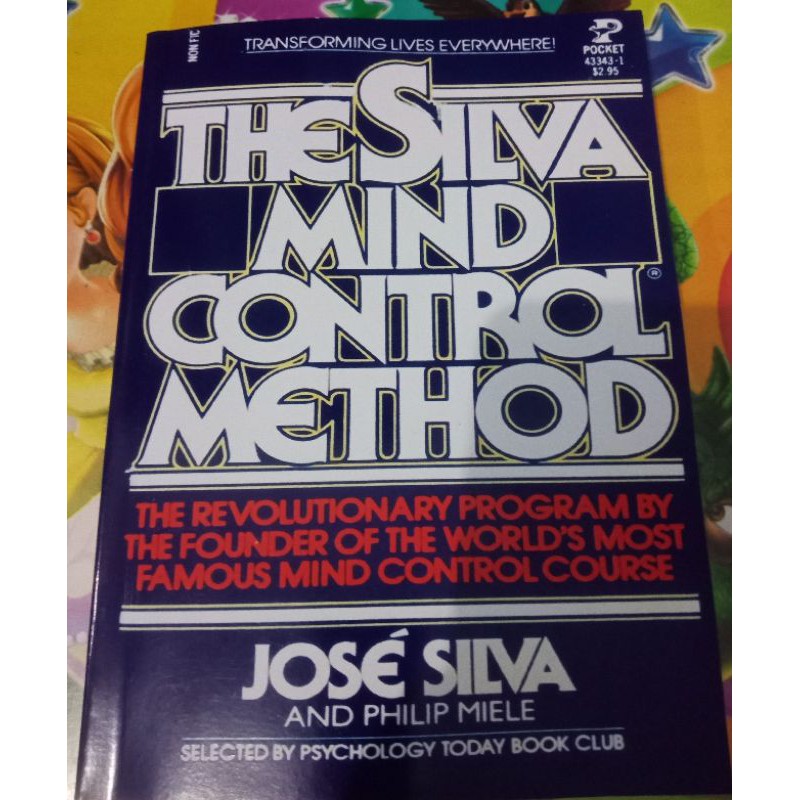 NON FIC
TRANSFORMING LIVES EVERYWHERE!
P
POCKET
43343-1
$2.95
THE SILVA
MIND
CONTROL®
METHOD
THE REVOLUTIONARY PROGRAM BY
THE FOUNDER OF THE WORLD'S MOST
FAMOUS MIND CONTROL COURSE
JOSÉ SILVA
AND PHILIP MIELE
SELECTED BY PSYCHOLOGY TODAY BOOK CLUB